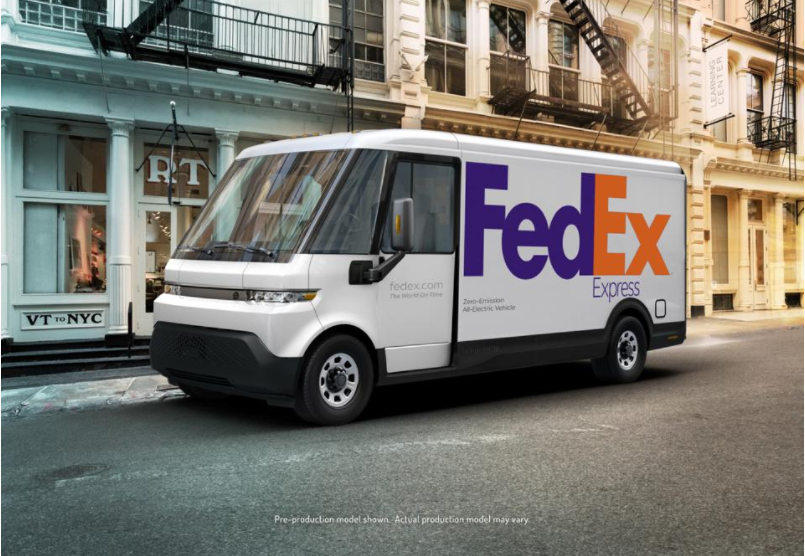 RT
VT TO NYC
LEARNING
CENTER
FedEx
Express
fedex.com
The World On Time
Zero-Emission
All-Electric Vehicle
Pre-production model shown. Actual production model may vary.